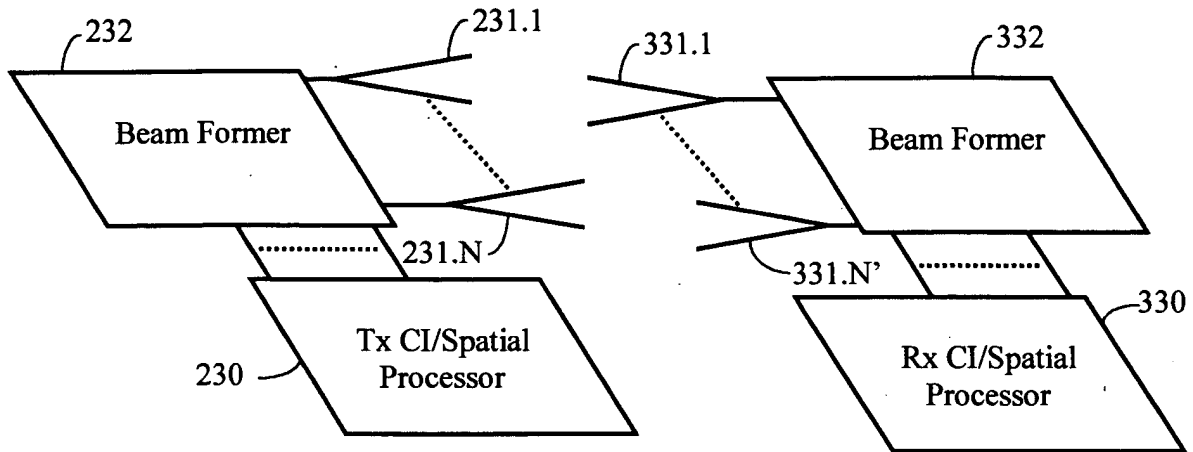 232
231.1
331.1
332
Beam Former
Beam Former
231.N
331.N’
230
Tx CI/Spatial
Processor
Rx CI/Spatial
Processor
330